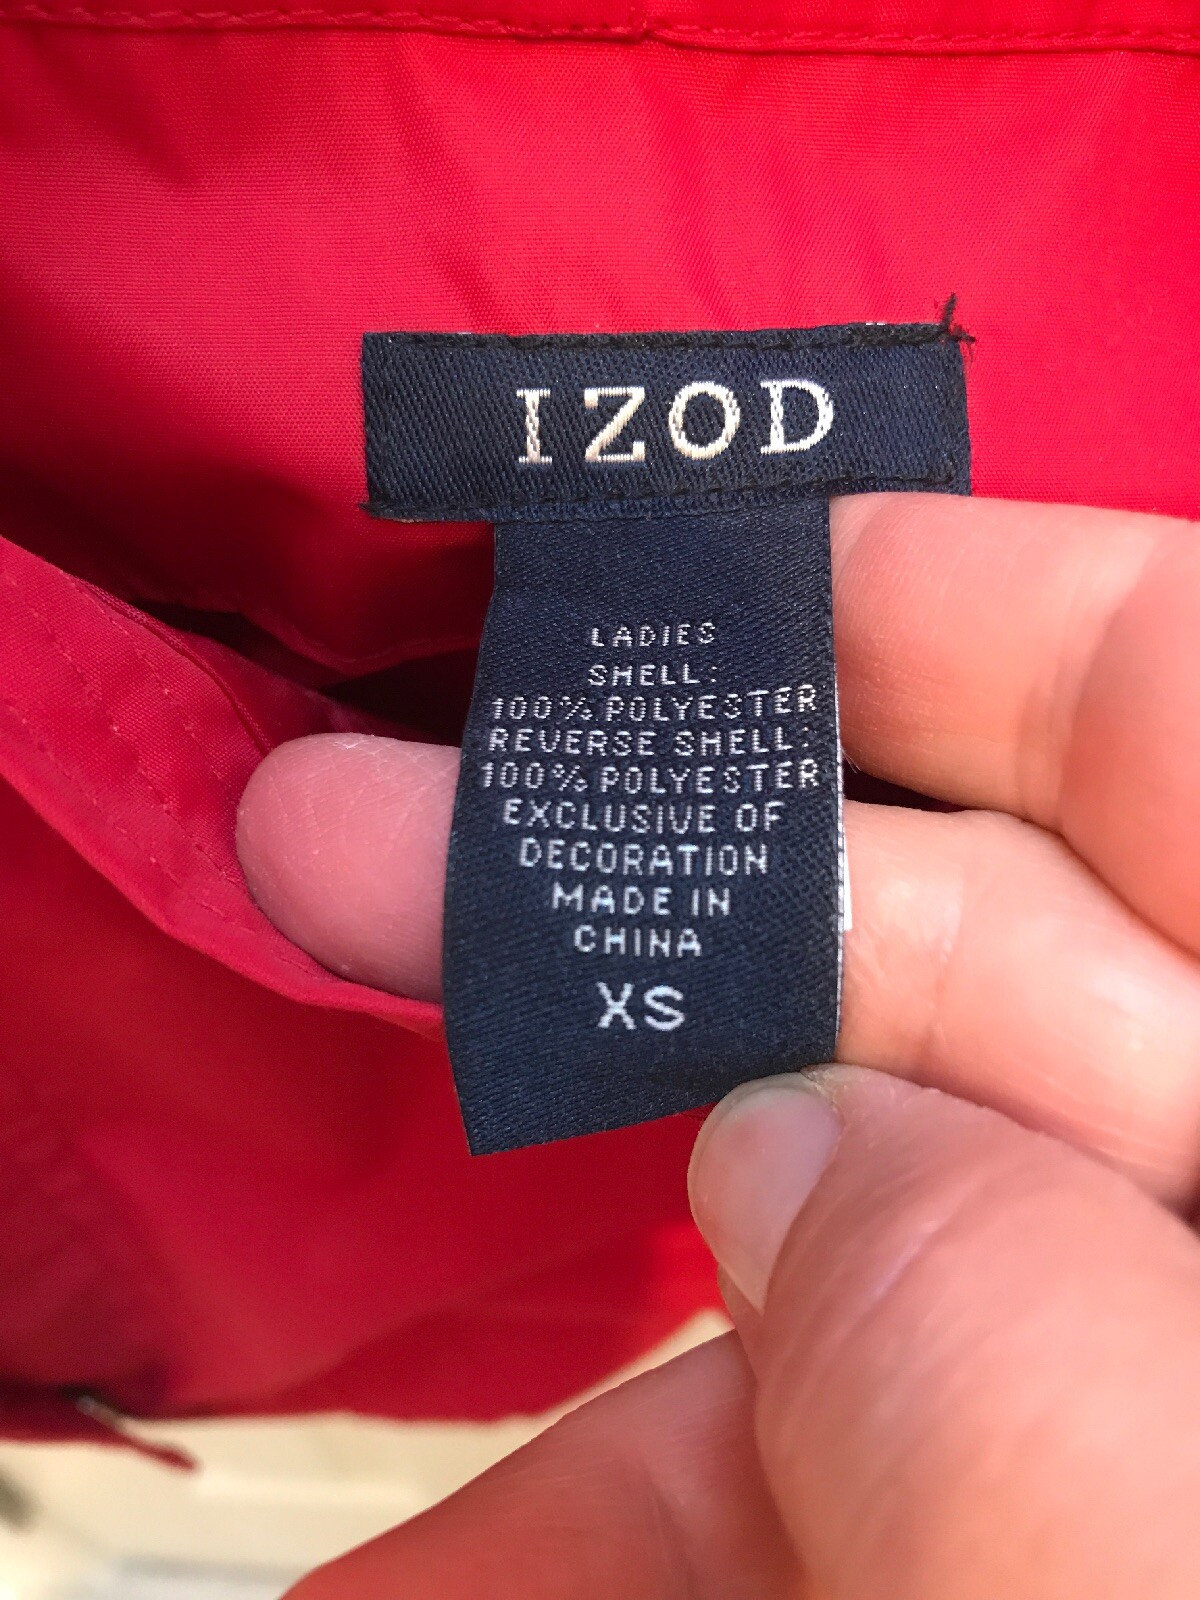 IZOD
LADIES
SHELL:
100% POLYESTER
REVERSE SHELL:
100% POLYESTER
EXCLUSIVE OF
DECORATION
MADE IN
CHINA
XS